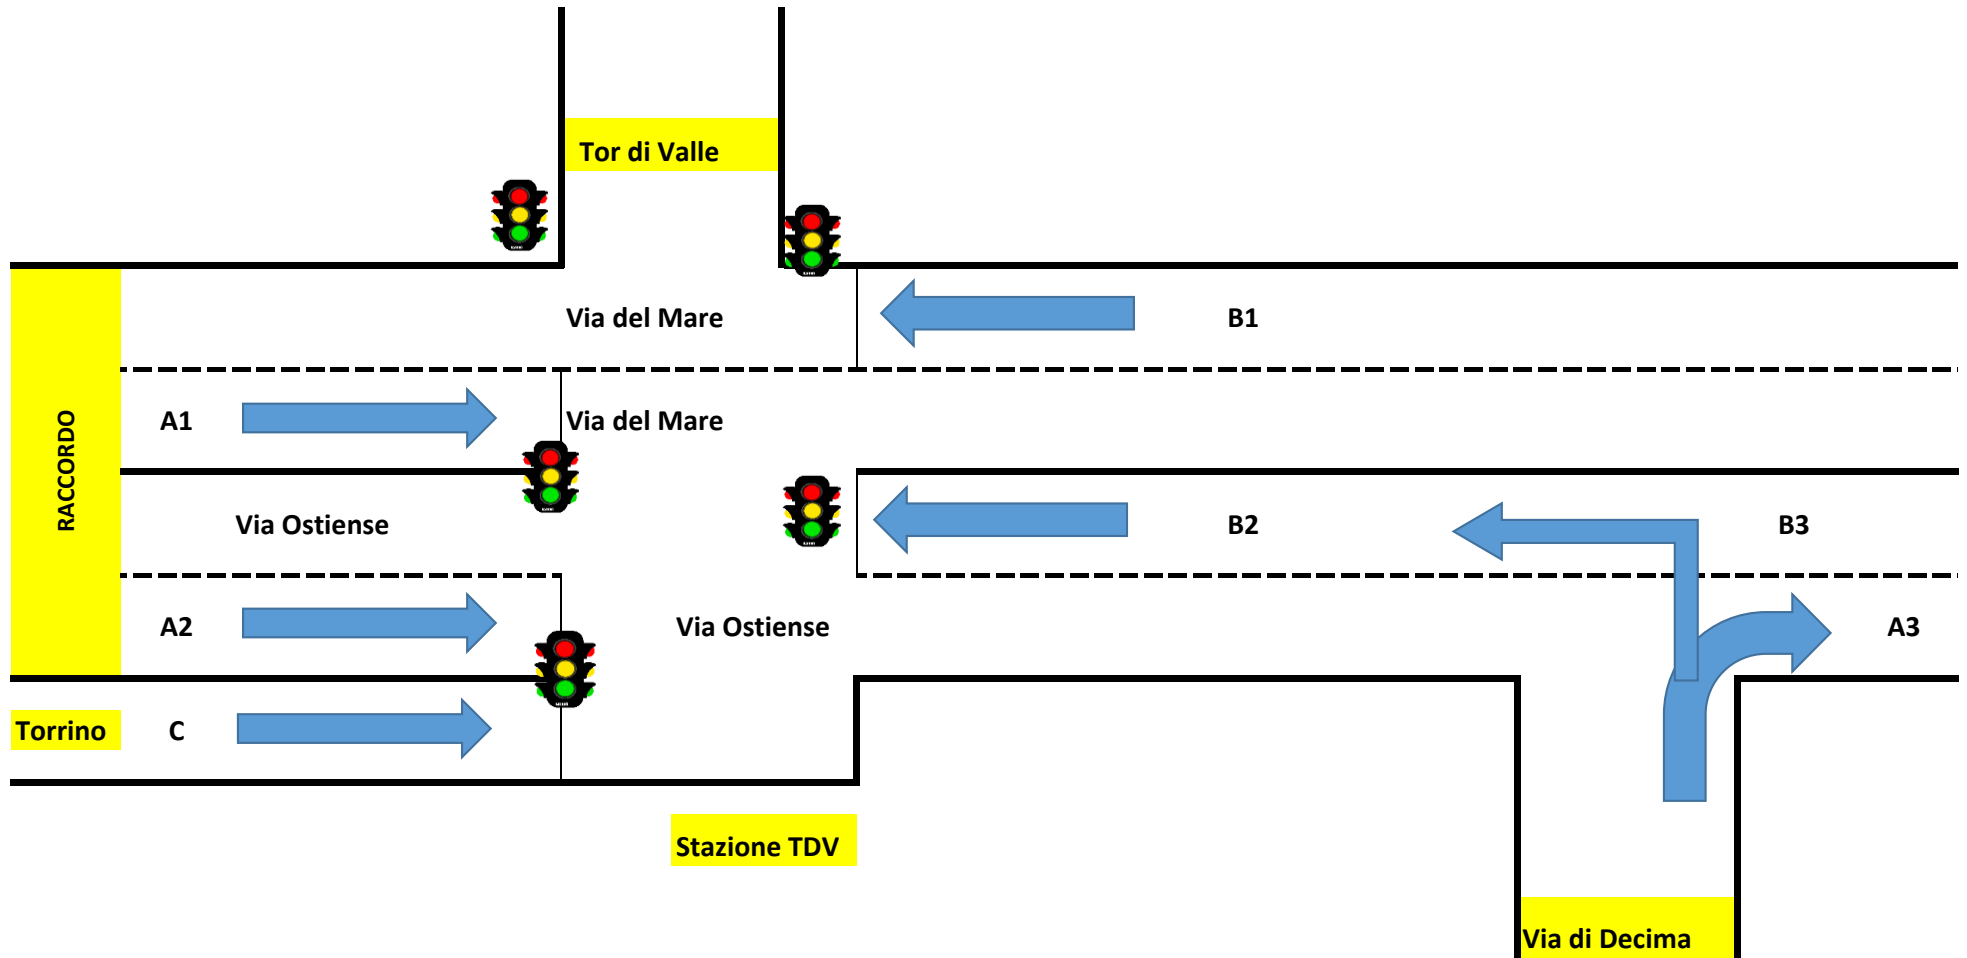 Tor di Valle
Via del Mare
B1
RACCORDO
A1
Via del Mare
Via Ostiense
B2
B3
A2
Via Ostiense
A3
Torrino
C
Stazione TDV
Via di Decima